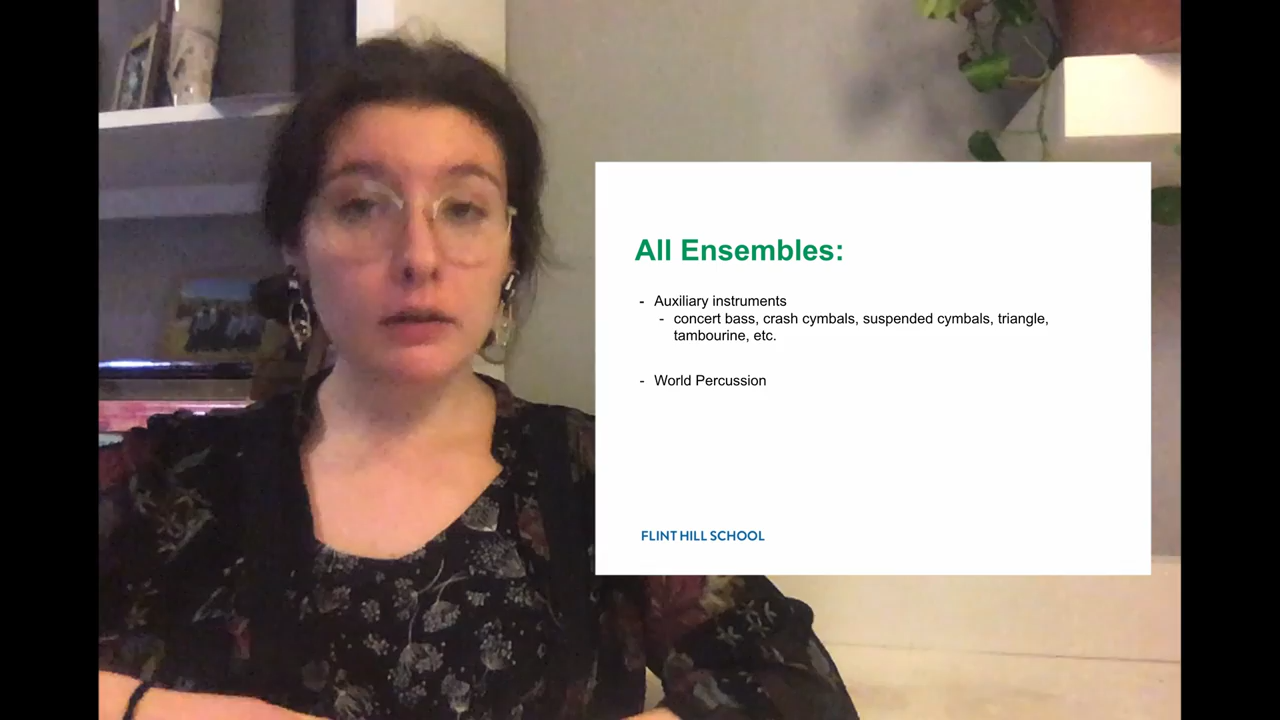 All Ensembles:
- Auxiliary instruments
- concert bass, crash cymbals, suspended cymbals, triangle,
tambourine, etc.
- World Percussion
FLINT HILL SCHOOL